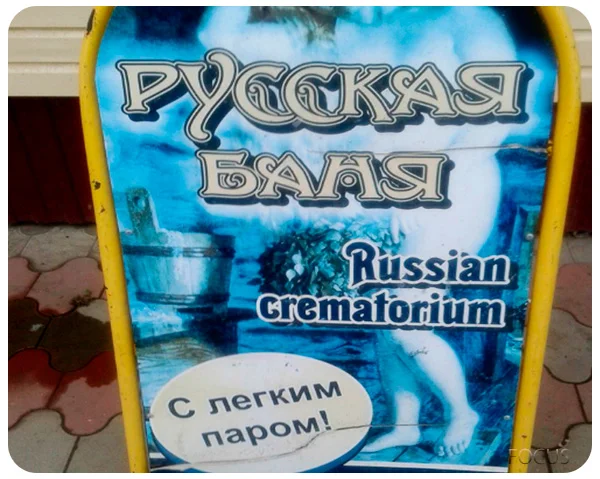 РУССКАЯ
БАНЯ
Russian
crematorium
С легким
паром!
FOCUS